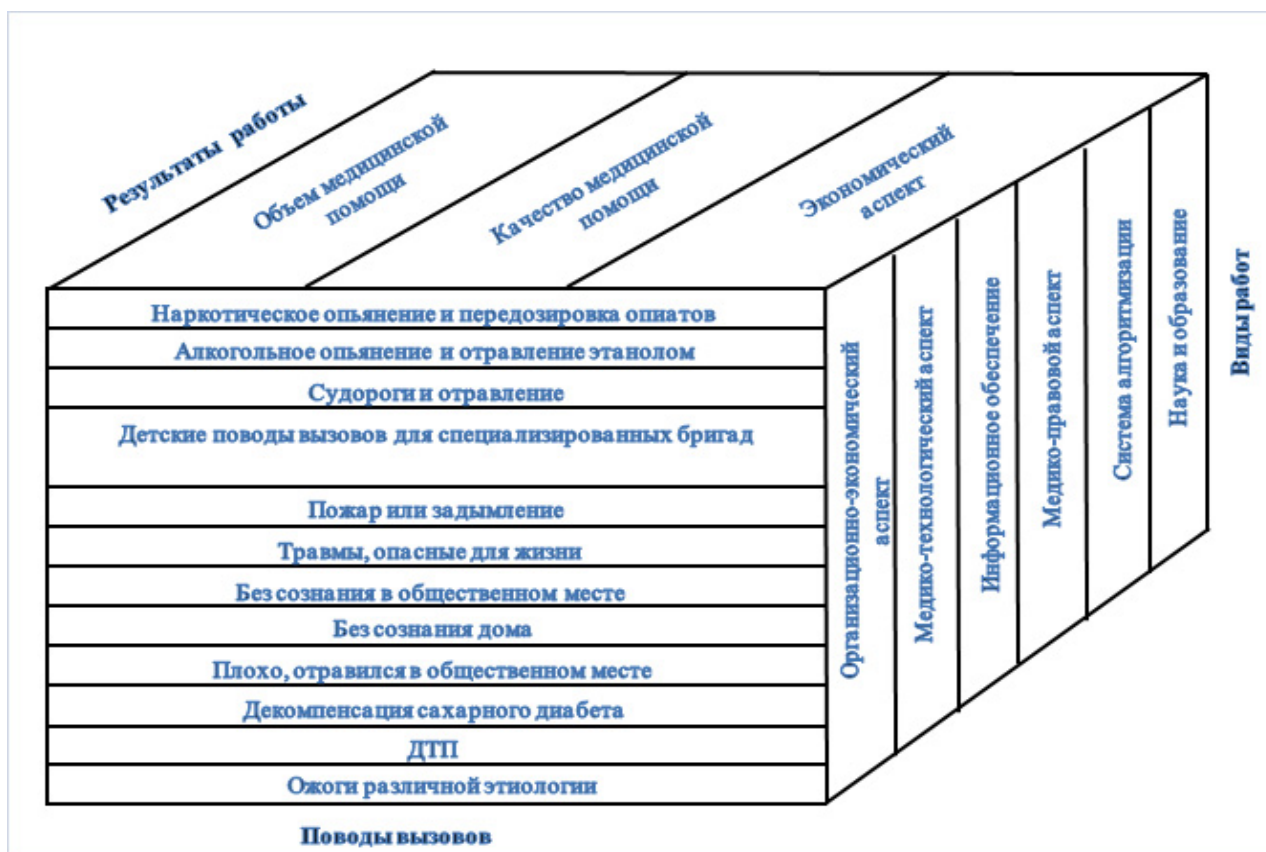 Результаты работы
Объем медицинской
помощи
Качество медицинской
помощи
Экономический
аспект
Наркотическое опьянение и передозировка опиатов
Алкогольное опьянение и отравление этанолом
Судороги и отравление
Детские поводы вызовов для специализированных бригад
Пожар или задымление
Травмы, опасные для жизни
Без сознания в общественном месте
Без сознания дома
Плохо, отравился в общественном месте
Декомпенсация сахарного диабета
ДТП
Ожоги различной этиологии
Поводы вызовов
Организационно-экономический
аспект
Медико-технологический аспект
Информационное обеспечение
Медико-правовой аспект
Система алгоритмизации
Наука и образование
Виды работ